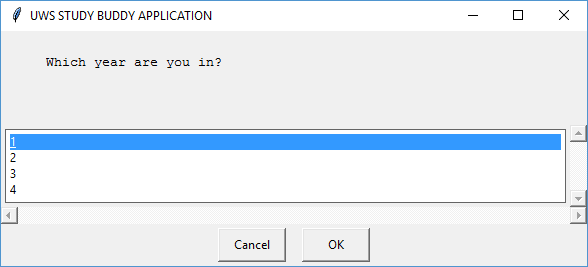 UWS STUDY BUDDY APPLICATION
Which year are you in?
1
2
3
4
Cancel
OK